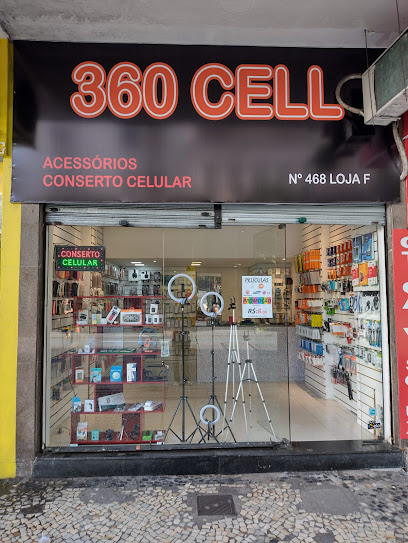 360 CELL
ACESSÓRIOS
CONSERTO CELULAR
Nº 468 LOJA F
CONSERTO
CELULAR
PELÍCULAS